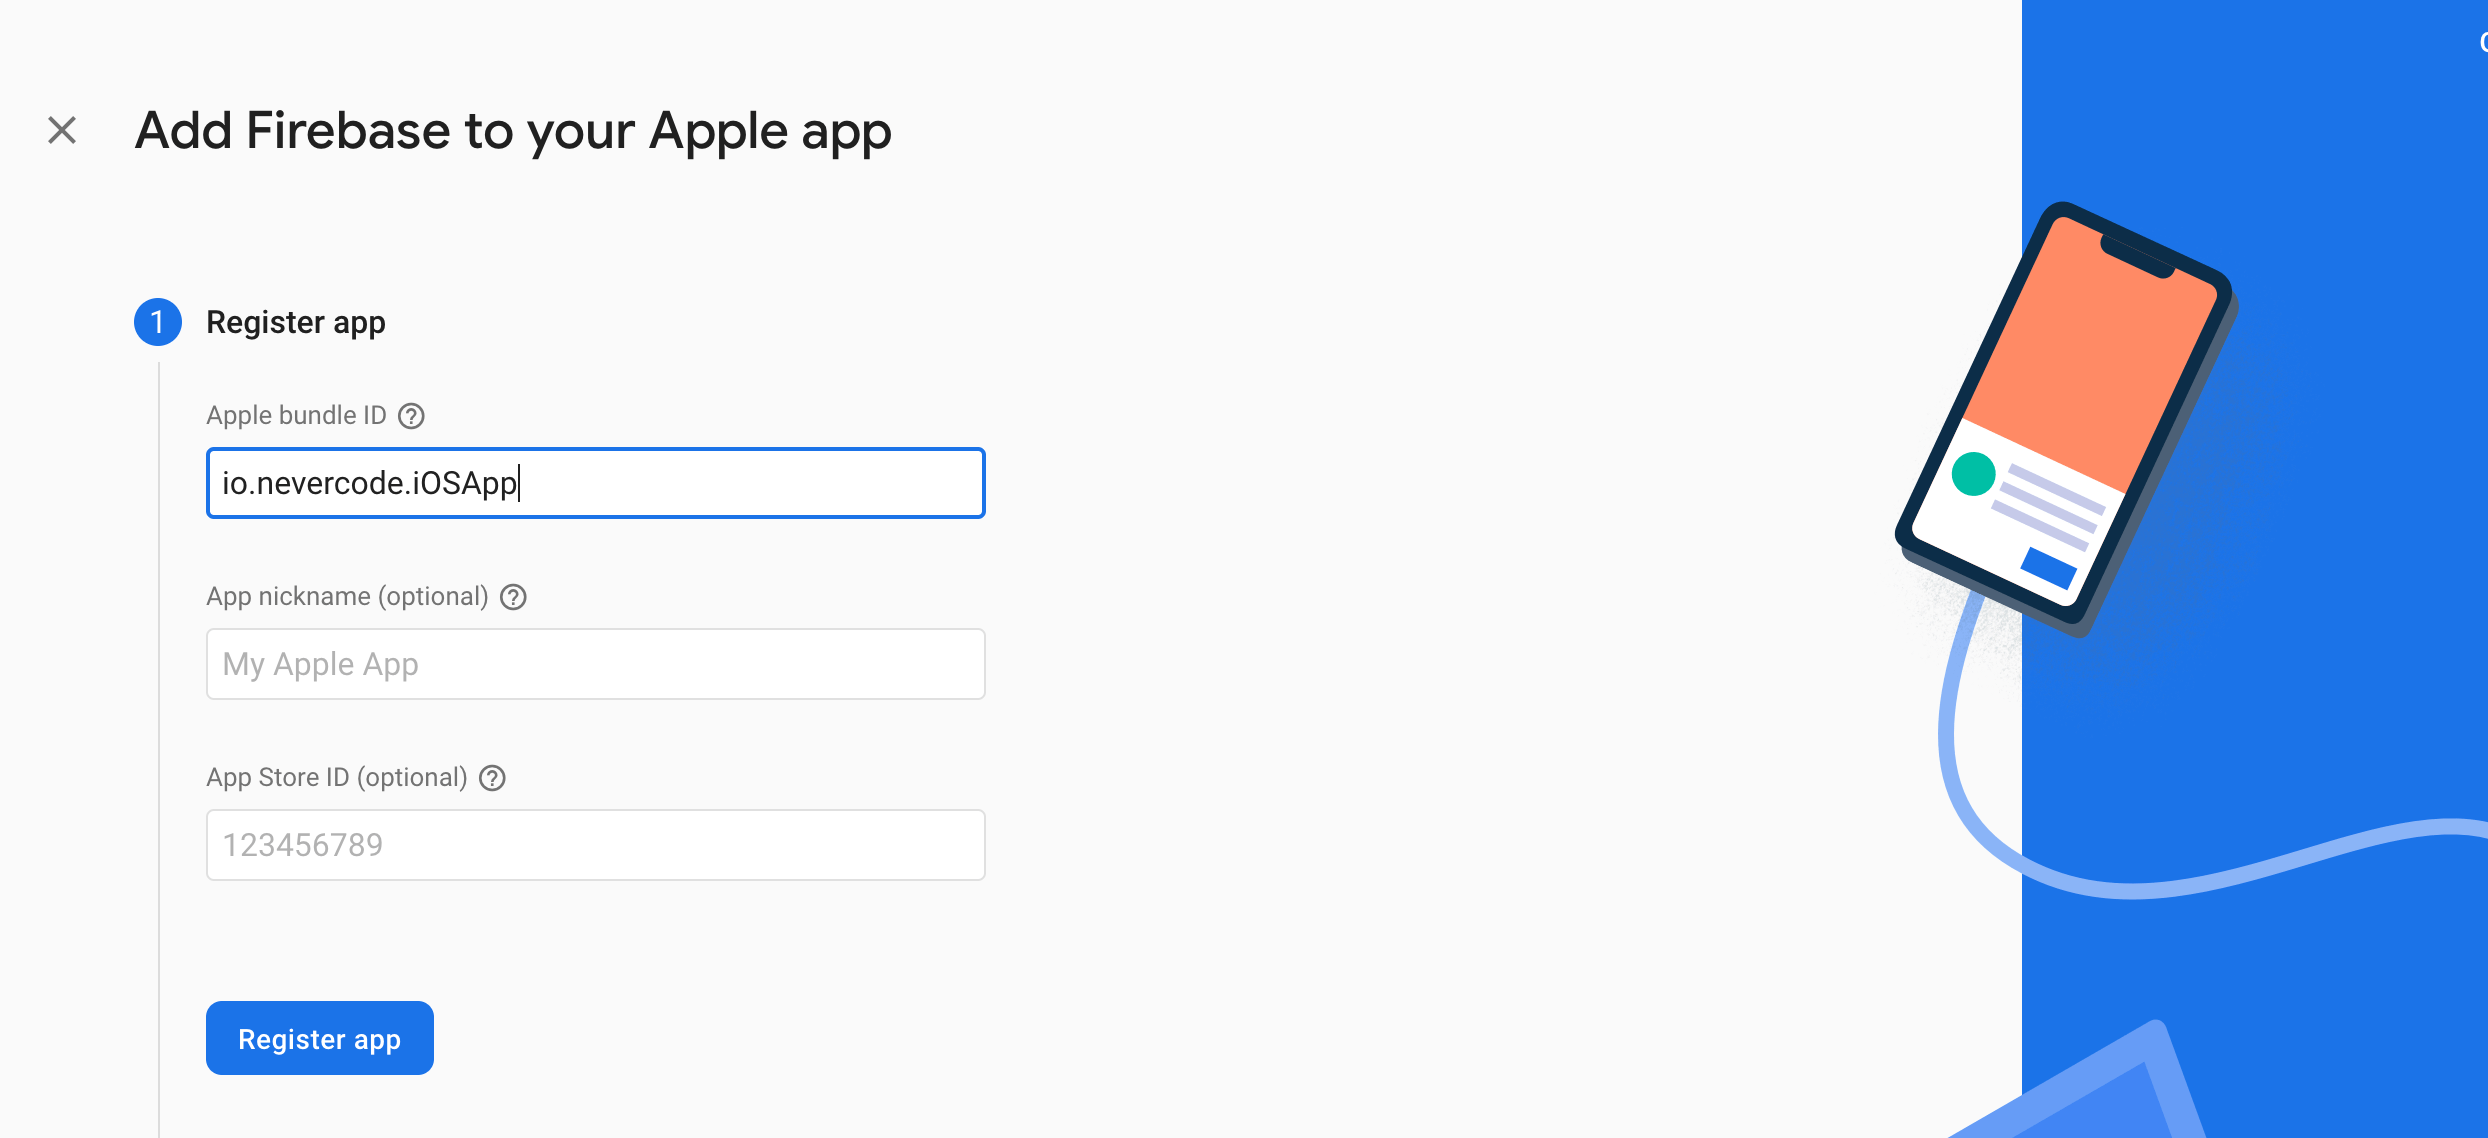 Add Firebase to your Apple app
1 Register app
Apple bundle ID ?
io.nevercode.iOSApp
App nickname (optional) ?
My Apple App
App Store ID (optional) ?
123456789
Register app